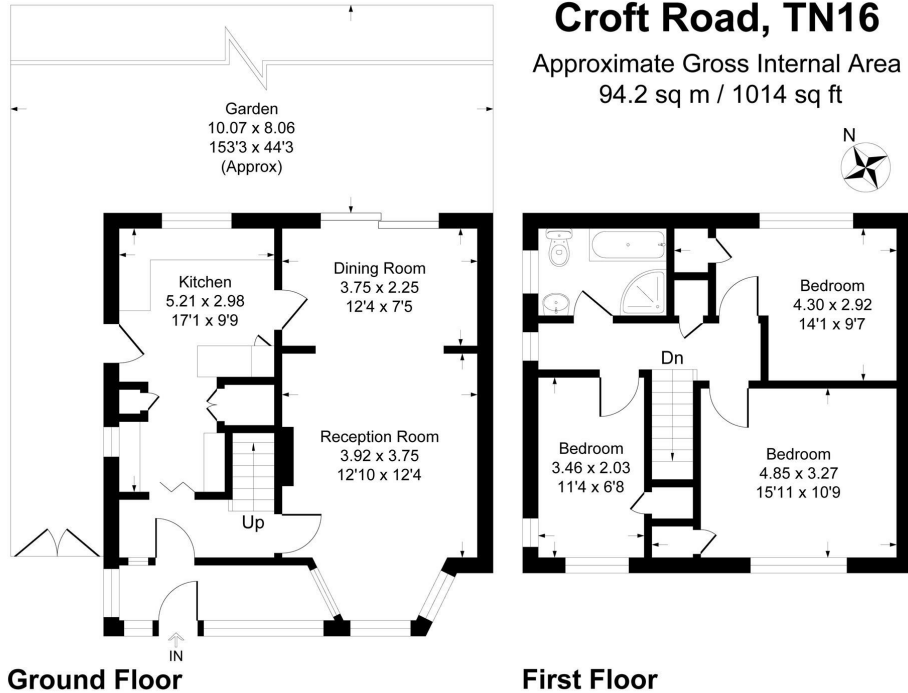 Croft Road, TN16
Approximate Gross Internal Area
94.2 sq m / 1014 sq ft
N
Garden
10.07 x 8.06
153'3 x 44'3
(Approx)
Kitchen
5.21 x 2.98
17'1 x 9'9
Dining Room
3.75 x 2.25
12'4 x 7'5
Reception Room
3.92 x 3.75
12'10 x 12'4
Up
IN
Ground Floor
Bedroom
4.30 x 2.92
14'1 x 9'7
Dn
Bedroom
3.46 x 2.03
11'4 x 6'8
Bedroom
4.85 x 3.27
15'11 x 10'9
First Floor